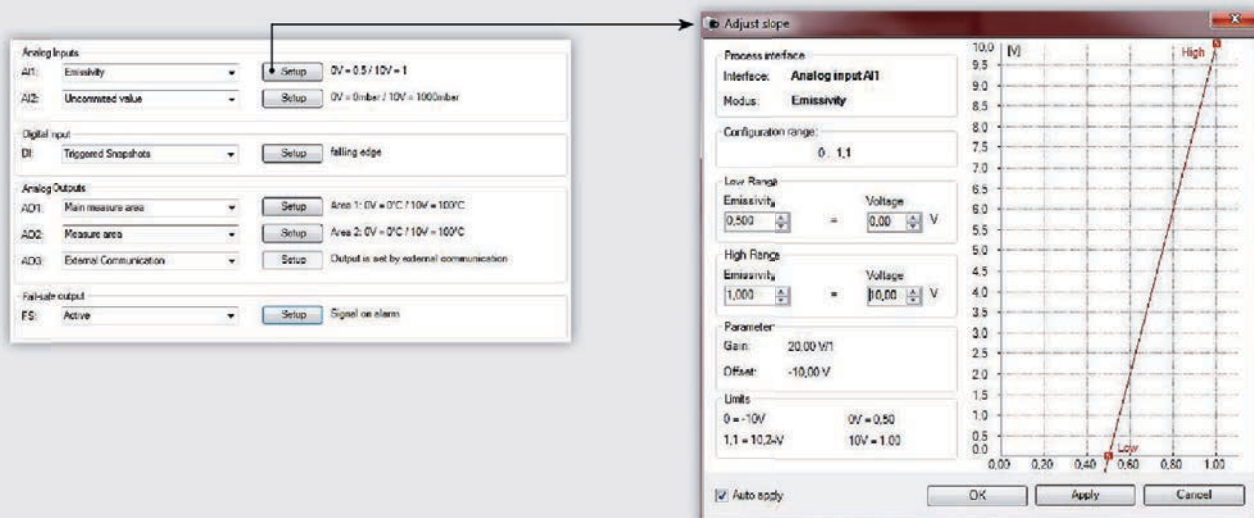 Analog Inputs
AI1: Emissivity Setup 0V = 0.5 / 10V = 1
AI2: Uncommited value Setup 0V = 0mbar / 10V = 1000mbar
Digital input
DI: Triggered Snapshots Setup falling edge
Analog Outputs
AO1: Main measure area Setup Area 1: 0V = 0°C / 10V = 100°C
AO2: Measure area Setup Area 2: 0V = 0°C / 10V = 100°C
AO3: External Communication Setup Output is set by external communication
Fail-safe output
FS: Active Setup Signal on alarm
Adjust slope
Process interface
Interface: Analog input AI1
Modus: Emissivity
Configuration range:
0 .. 1,1
Low Range
Emissivity Voltage
0,500 = 0,00 V
High Range
Emissivity Voltage
1,000 = 10,00 V
Parameter
Gain: 20,00 V/1
Offset: -10,00 V
Limits
0 = -10V 0V = 0,50
1,1 = 10,2V 10V = 1.00
Auto apply
OK Apply Cancel
[V]
High
Low
10,0
9,5
9.0
8,5
8.0
7.5
7.0
6.5
6.0
5.5
5.0
4.5
4.0
3.5
3.0
2.5
2.0
1.5
1.0
0.5
0.0
0,00 0,20 0,40 0,60 0,80 1,00